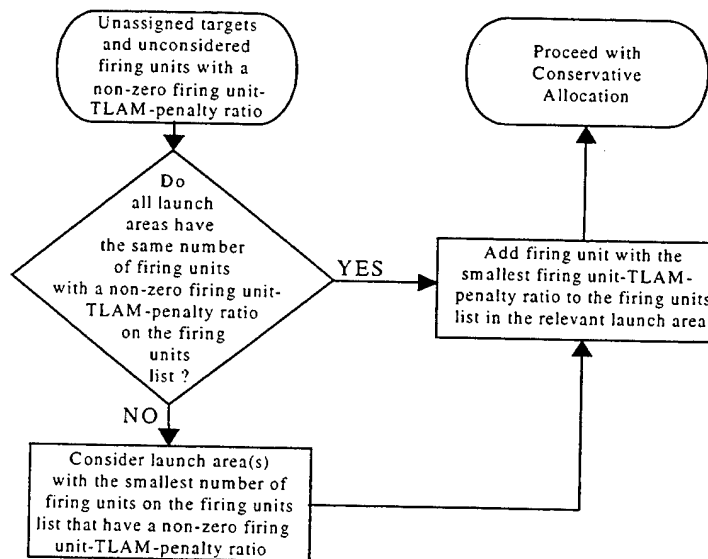 Unassigned targets
and unconsidered
firing units with a
non-zero firing unit-
TLAM-penalty ratio
Proceed with
Conservative
Allocation
Do
all launch
areas have
the same number
of firing units
with a non-zero firing unit-
TLAM-penalty ratio
on the firing
units
list ?
YES
Add firing unit with the
smallest firing unit-TLAM-
penalty ratio to the firing units
list in the relevant launch area
NO
Consider launch area(s)
with the smallest number of
firing units on the firing units
list that have a non-zero firing
unit-TLAM-penalty ratio